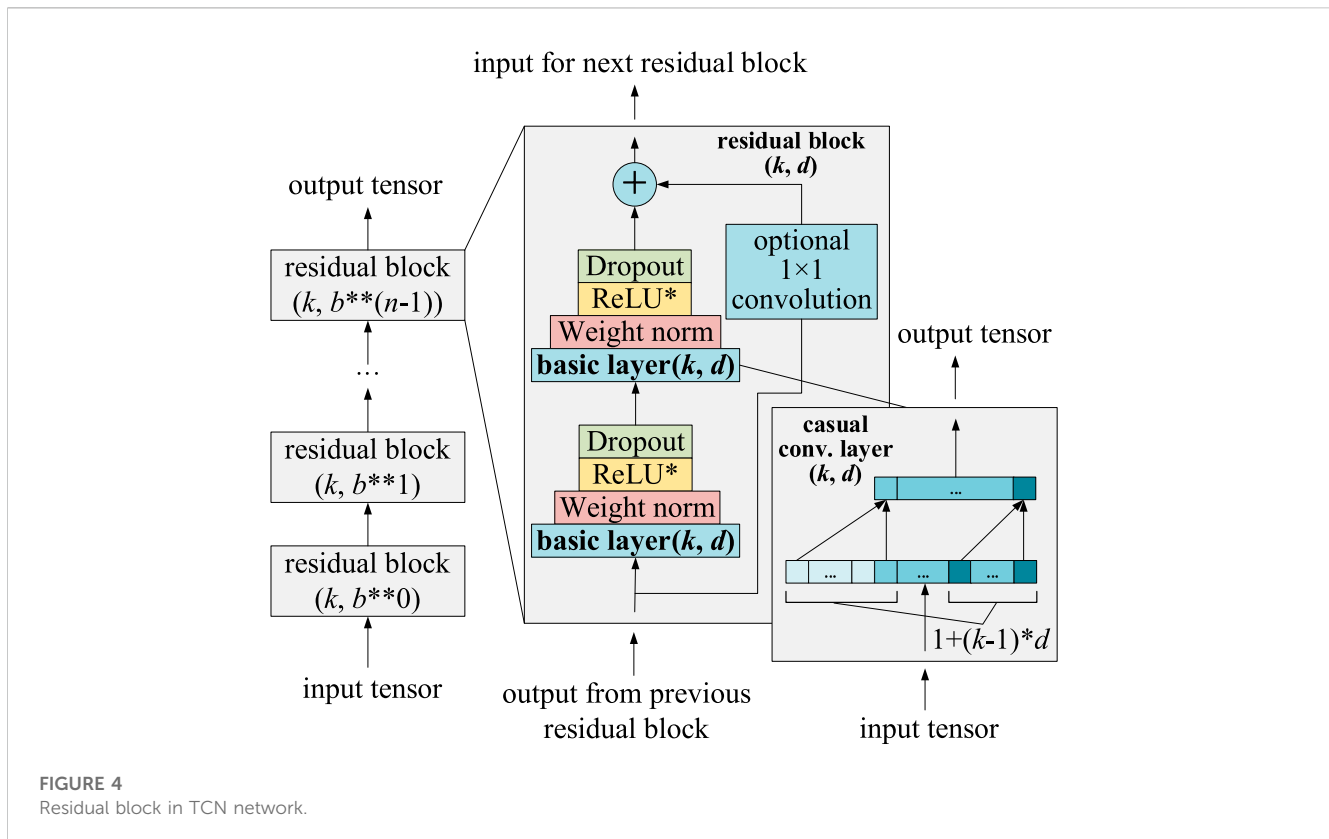 input for next residual block
output tensor
residual block
(k, b**(n-1))
...
residual block
(k, b**1)
residual block
(k, b**0)
input tensor
residual block
(k, d)
+
optional
1×1
convolution
Dropout
ReLU*
Weight norm
basic layer(k, d)
Dropout
ReLU*
Weight norm
basic layer(k, d)
output from previous
residual block
output tensor
casual
conv. layer
(k, d)
...
... ... ...
1+(k-1)*d
input tensor
FIGURE 4
Residual block in TCN network.